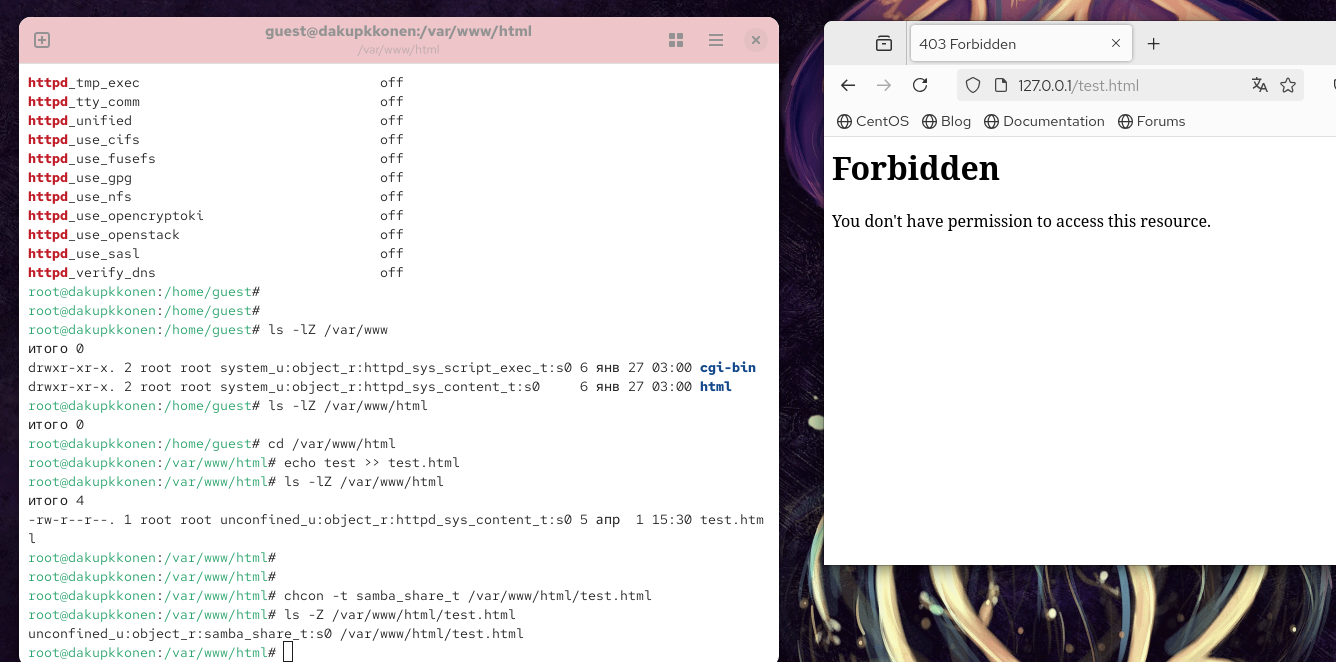 guest@dakupkkonen:/var/www/html
/var/www/html
httpd_tmp_exec off
httpd_tty_comm off
httpd_unified off
httpd_use_cifs off
httpd_use_fusefs off
httpd_use_gpg off
httpd_use_nfs off
httpd_use_opencryptoki off
httpd_use_openstack off
httpd_use_sasl off
httpd_verify_dns off
root@dakupkkonen:/home/guest#
root@dakupkkonen:/home/guest#
root@dakupkkonen:/home/guest# ls -lZ /var/www
итого 0
drwxr-xr-x. 2 root root system_u:object_r:httpd_sys_script_exec_t:s0 6 янв 27 03:00 cgi-bin
drwxr-xr-x. 2 root root system_u:object_r:httpd_sys_content_t:s0     6 янв 27 03:00 html
root@dakupkkonen:/home/guest# ls -lZ /var/www/html
итого 0
root@dakupkkonen:/home/guest# cd /var/www/html
root@dakupkkonen:/var/www/html# echo test >> test.html
root@dakupkkonen:/var/www/html# ls -lZ /var/www/html
итого 4
-rw-r--r--. 1 root root unconfined_u:object_r:httpd_sys_content_t:s0 5 апр  1 15:30 test.htm
l
root@dakupkkonen:/var/www/html#
root@dakupkkonen:/var/www/html#
root@dakupkkonen:/var/www/html# chcon -t samba_share_t /var/www/html/test.html
root@dakupkkonen:/var/www/html# ls -Z /var/www/html/test.html
unconfined_u:object_r:samba_share_t:s0 /var/www/html/test.html
root@dakupkkonen:/var/www/html#
403 Forbidden
127.0.0.1/test.html
CentOS Blog Documentation Forums
Forbidden
You don't have permission to access this resource.